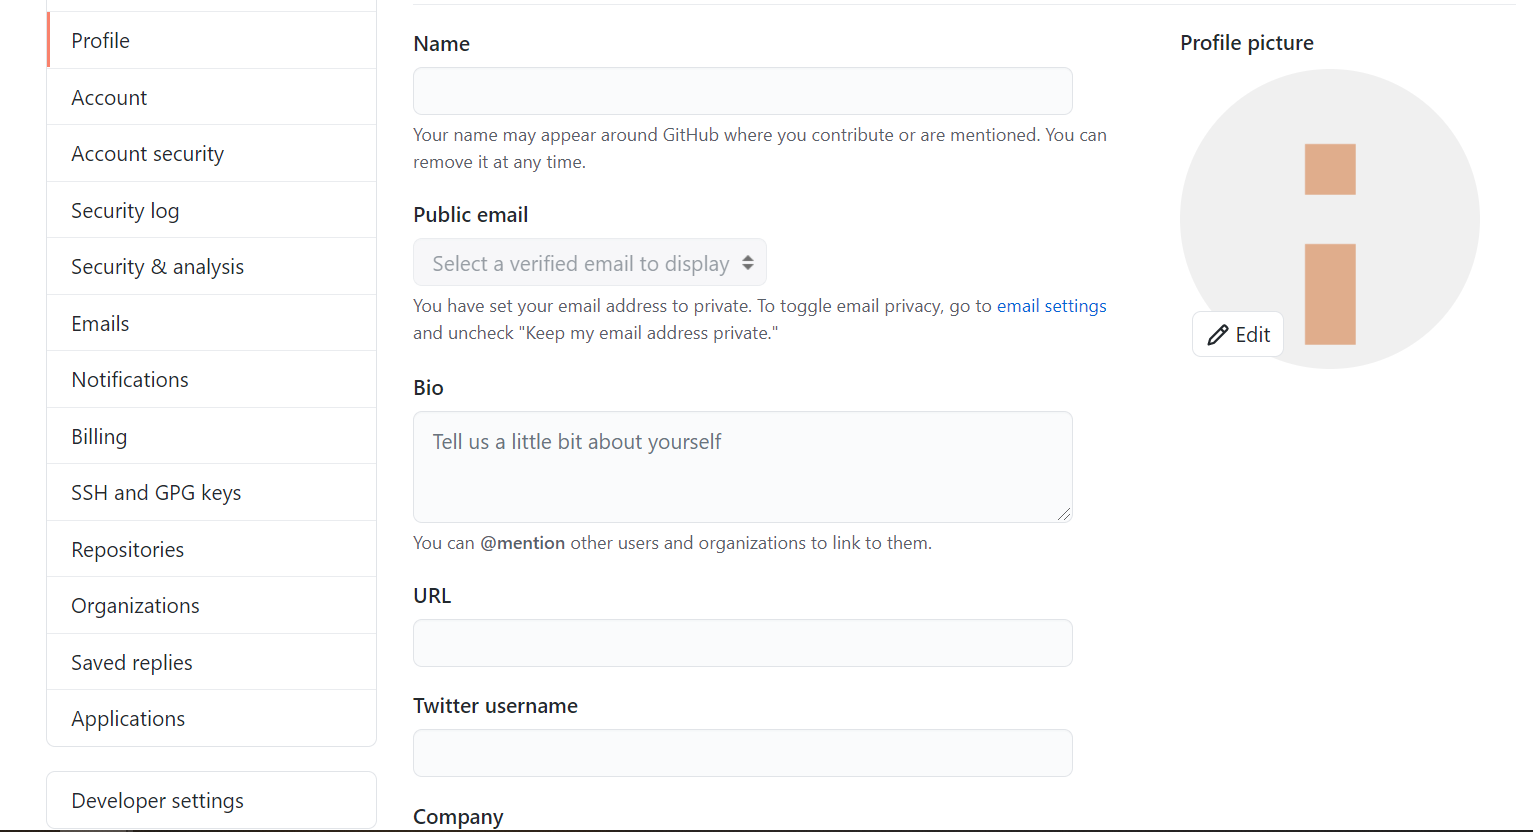 Profile
Account
Account security
Security log
Security & analysis
Emails
Notifications
Billing
SSH and GPG keys
Repositories
Organizations
Saved replies
Applications
Developer settings
Name
Your name may appear around GitHub where you contribute or are mentioned. You can
remove it at any time.
Public email
Select a verified email to display
You have set your email address to private. To toggle email privacy, go to email settings
and uncheck "Keep my email address private."
Bio
Tell us a little bit about yourself
You can @mention other users and organizations to link to them.
URL
Twitter username
Company
Profile picture
Edit